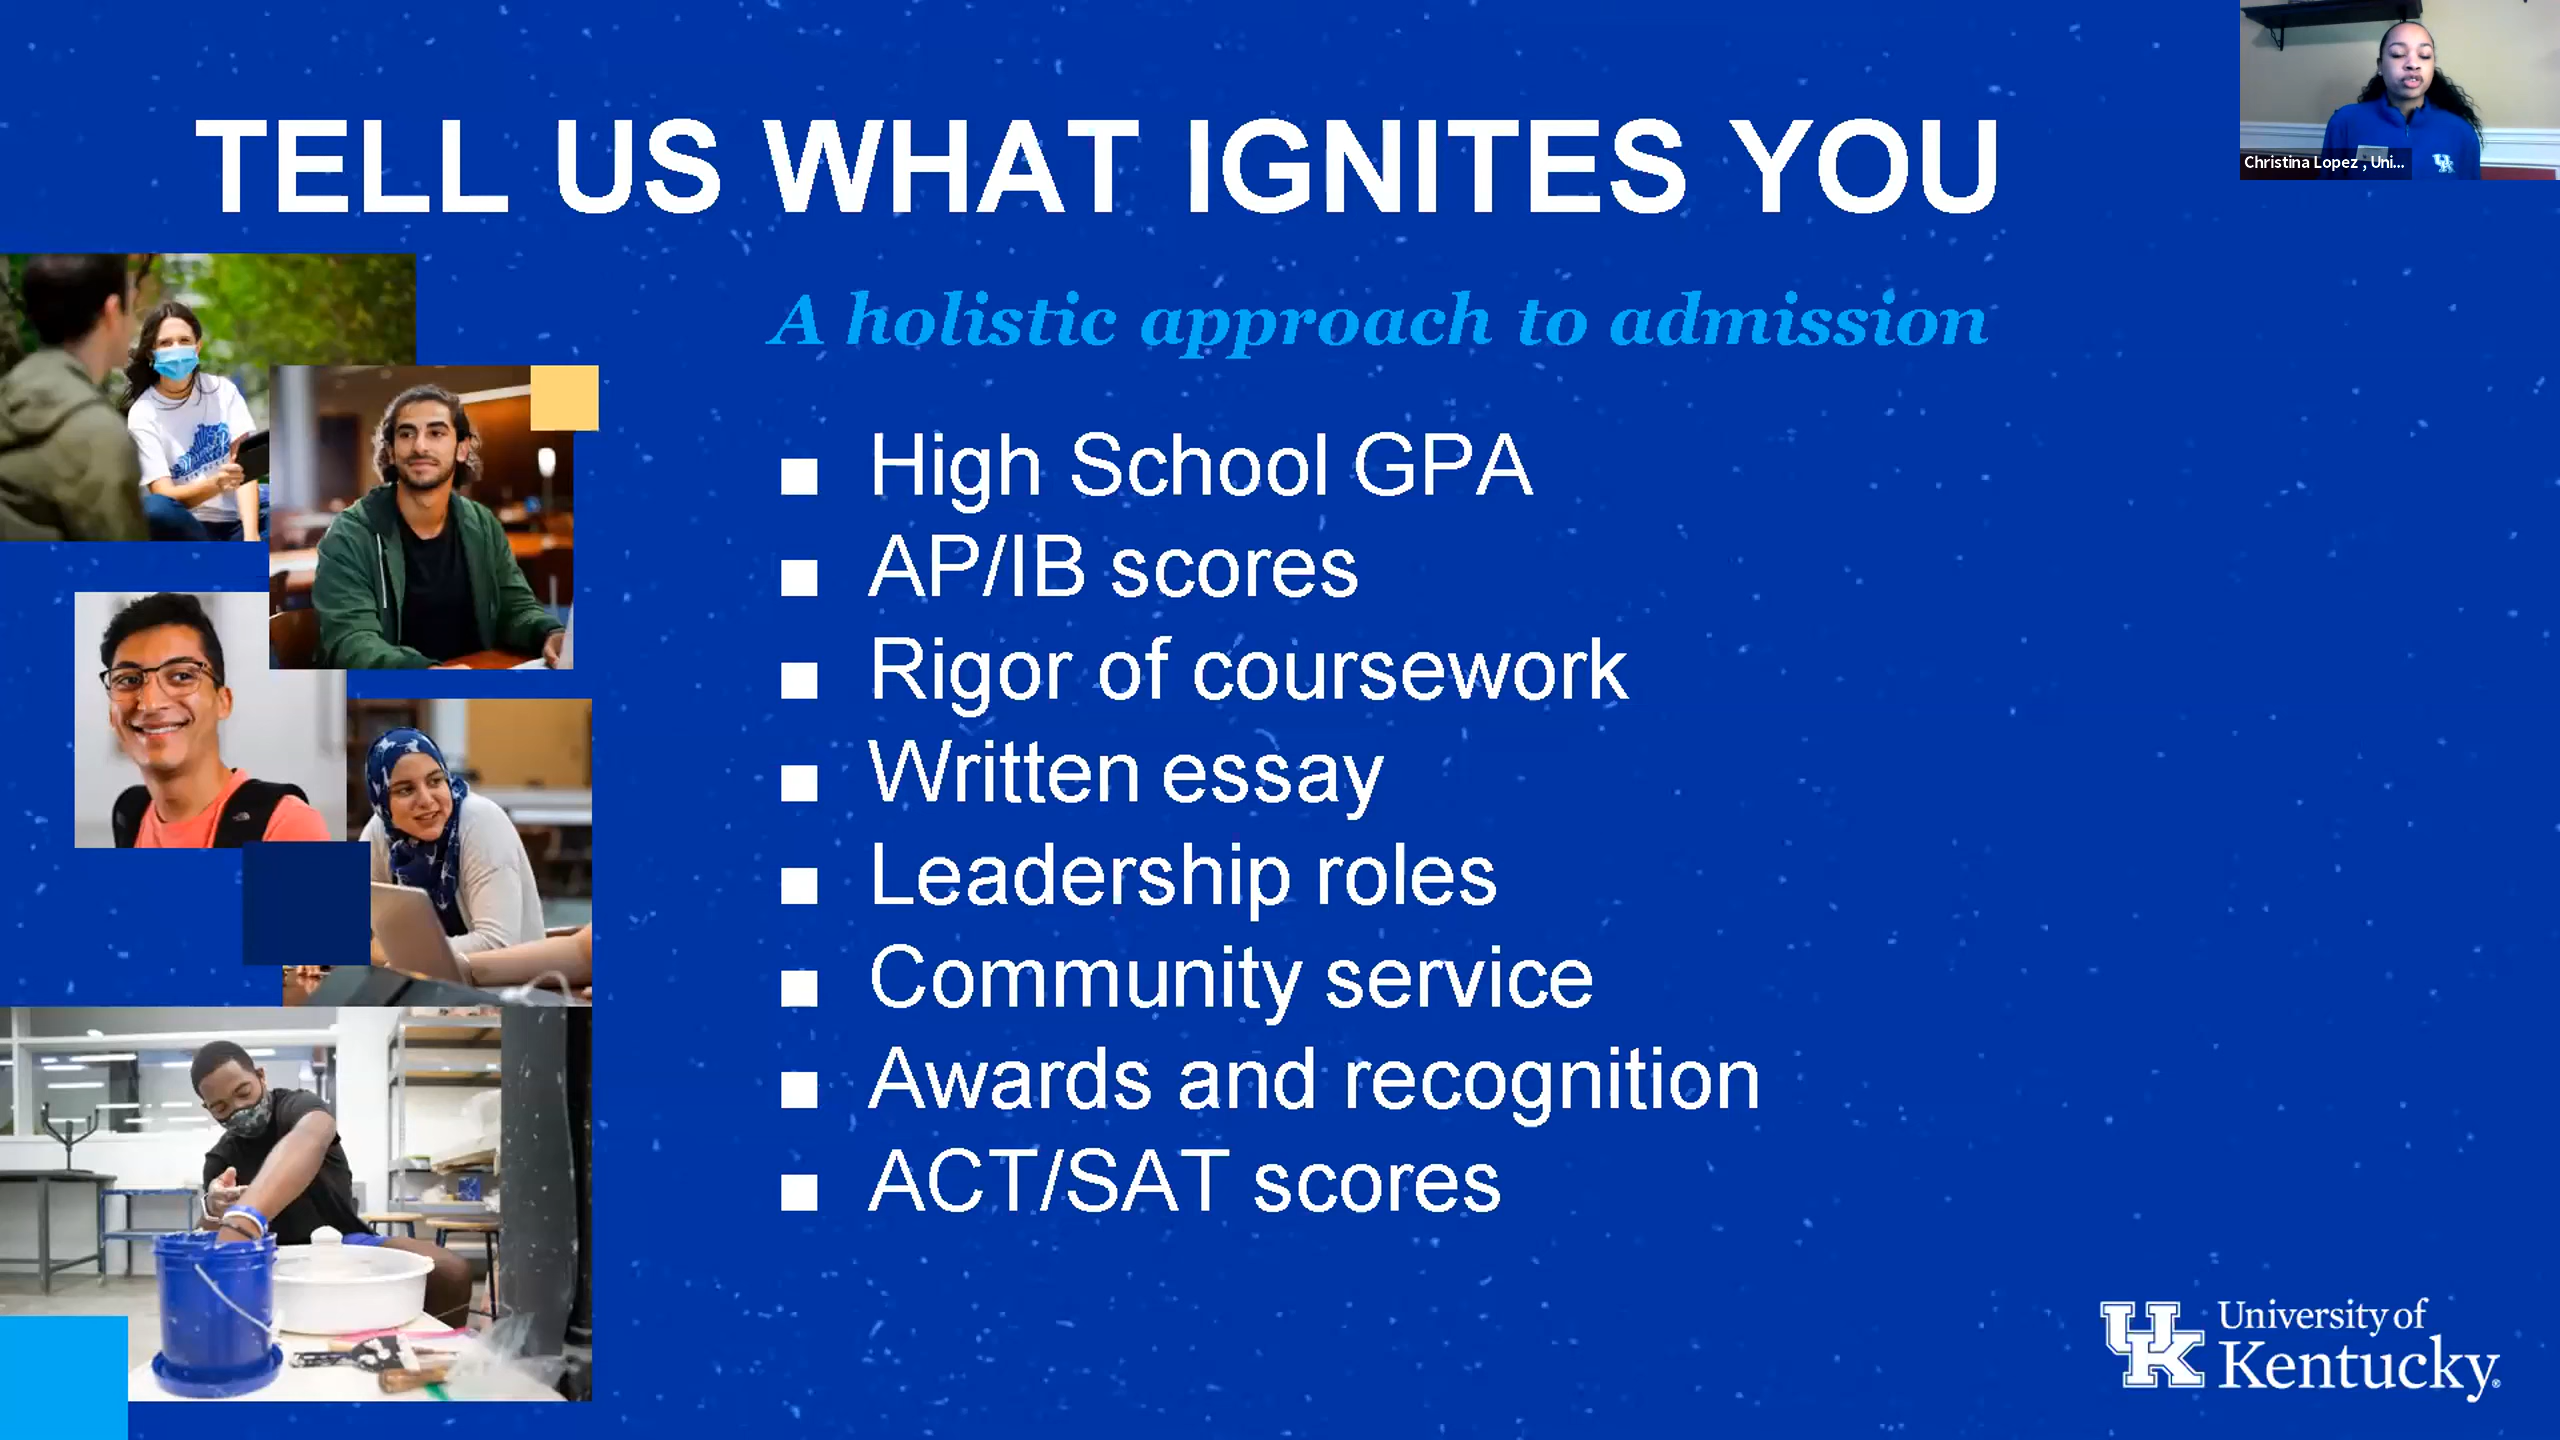 TELL US WHAT IGNITES YOU
Christina Lopez , Uni...
A holistic approach to admission
■ High School GPA
■ AP/IB scores
■ Rigor of coursework
■ Written essay
■ Leadership roles
■ Community service
■ Awards and recognition
■ ACT/SAT scores
UK
University of
Kentucky®